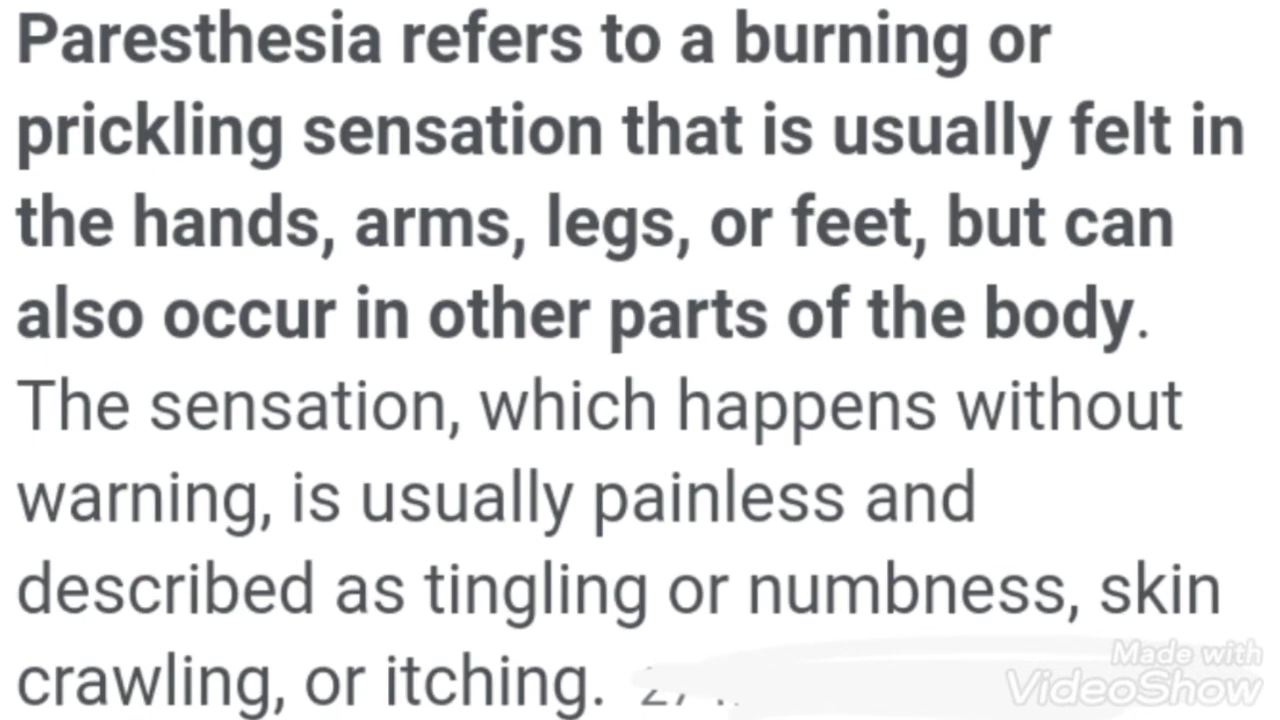 Paresthesia refers to a burning or
prickling sensation that is usually felt in
the hands, arms, legs, or feet, but can
also occur in other parts of the body.
The sensation, which happens without
warning, is usually painless and
described as tingling or numbness, skin
crawling, or itching.
Made with
VideoShow